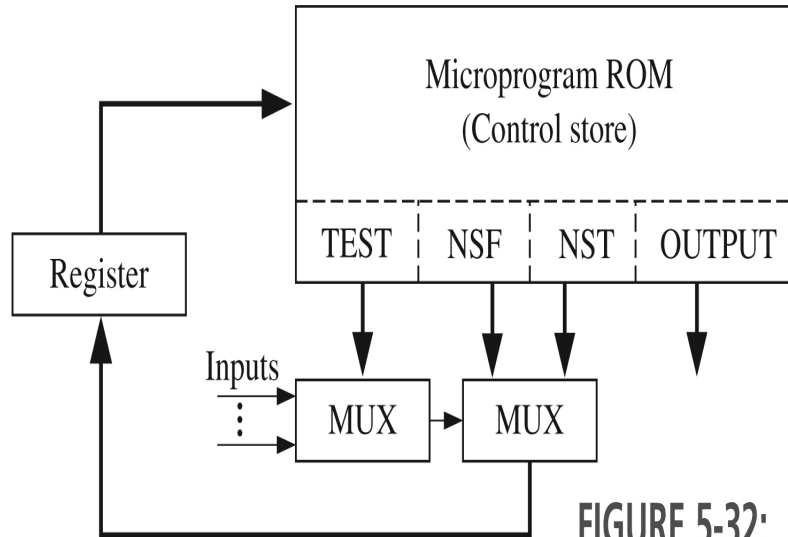 Microprogram ROM
(Control store)
TEST NSF NST OUTPUT
Register
Inputs
MUX MUX
FIGURE 5-32: